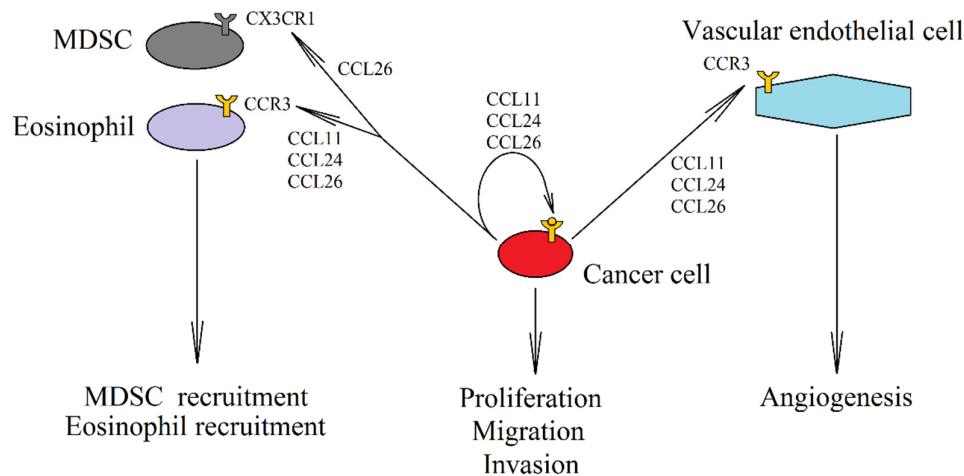 MDSC
CX3CR1
CCL26
Eosinophil
CCR3
CCL11
CCL24
CCL26
CCL11
CCL24
CCL26
Cancer cell
Vascular endothelial cell
CCR3
CCL11
CCL24
CCL26
MDSC recruitment
Eosinophil recruitment
Proliferation
Migration
Invasion
Angiogenesis